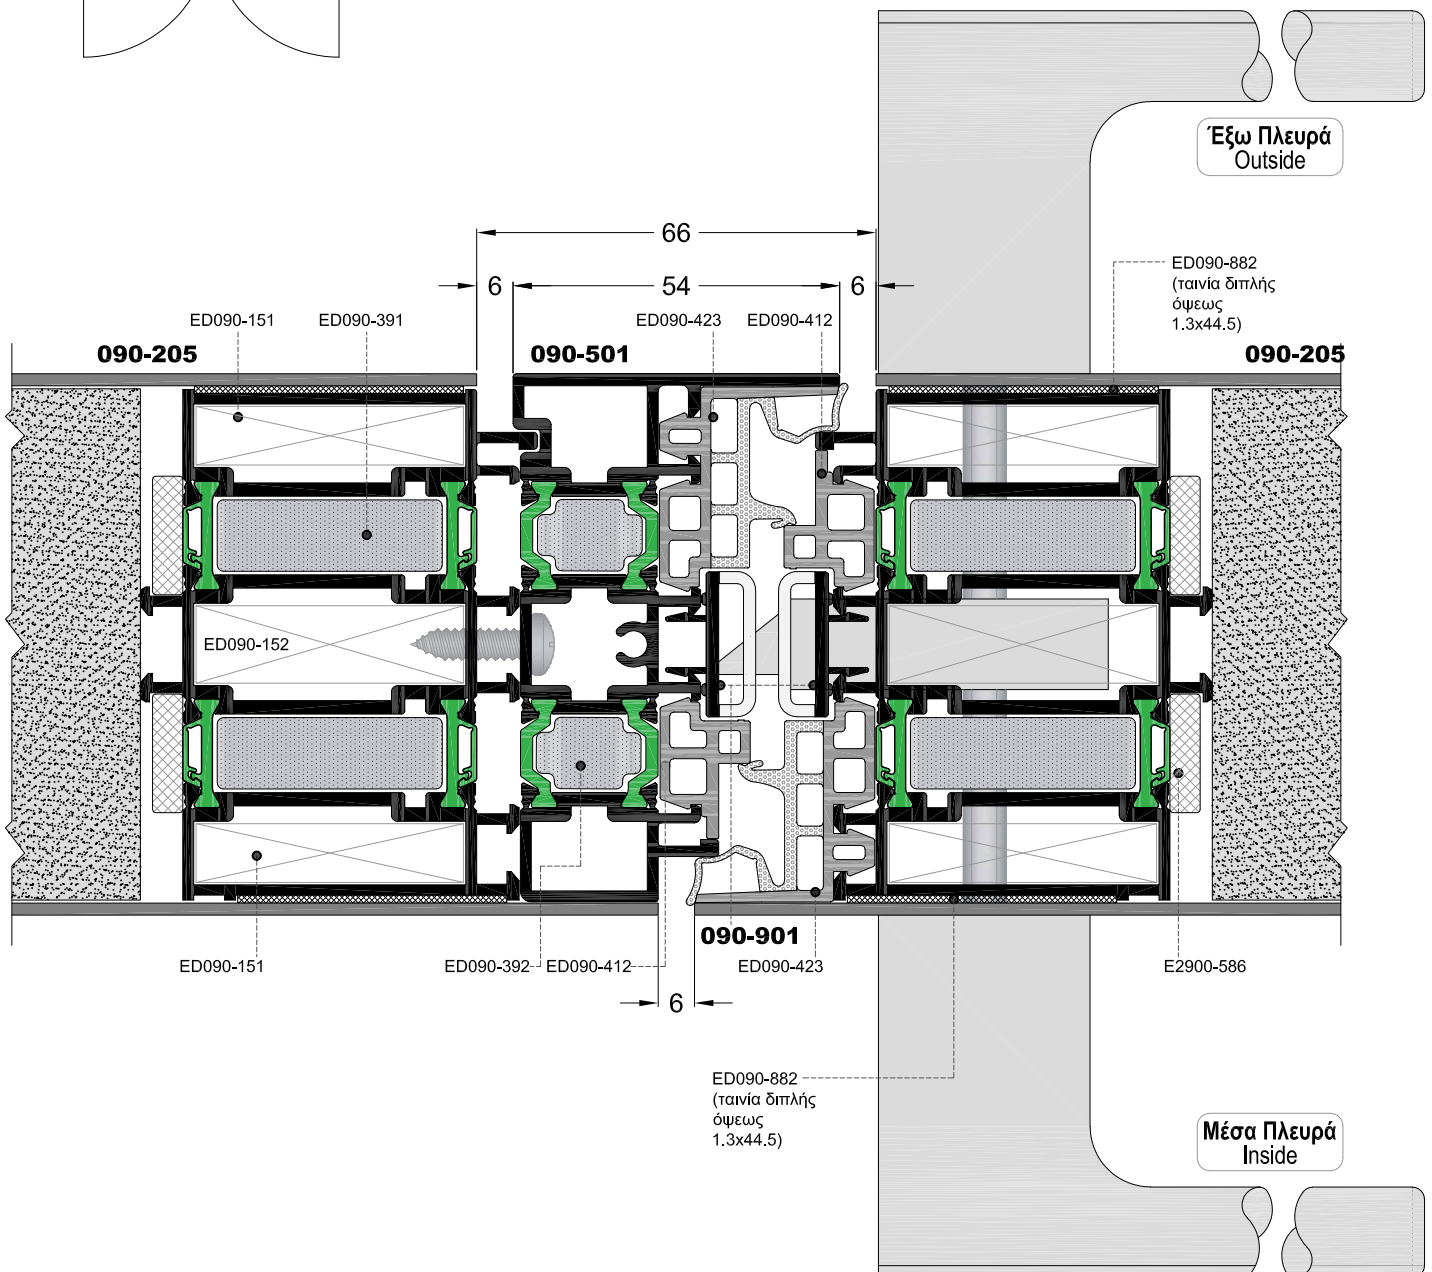 Έξω Πλευρά
Outside
66
6
54
6
ED090-882
(ταινία διπλής
όψεως
1.3x44.5)
ED090-151
ED090-391
ED090-423
ED090-412
090-205
090-501
090-205
ED090-152
090-901
ED090-151
ED090-392
ED090-412
ED090-423
E2900-586
6
ED090-882
(ταινία διπλής
όψεως
1.3x44.5)
Μέσα Πλευρά
Inside